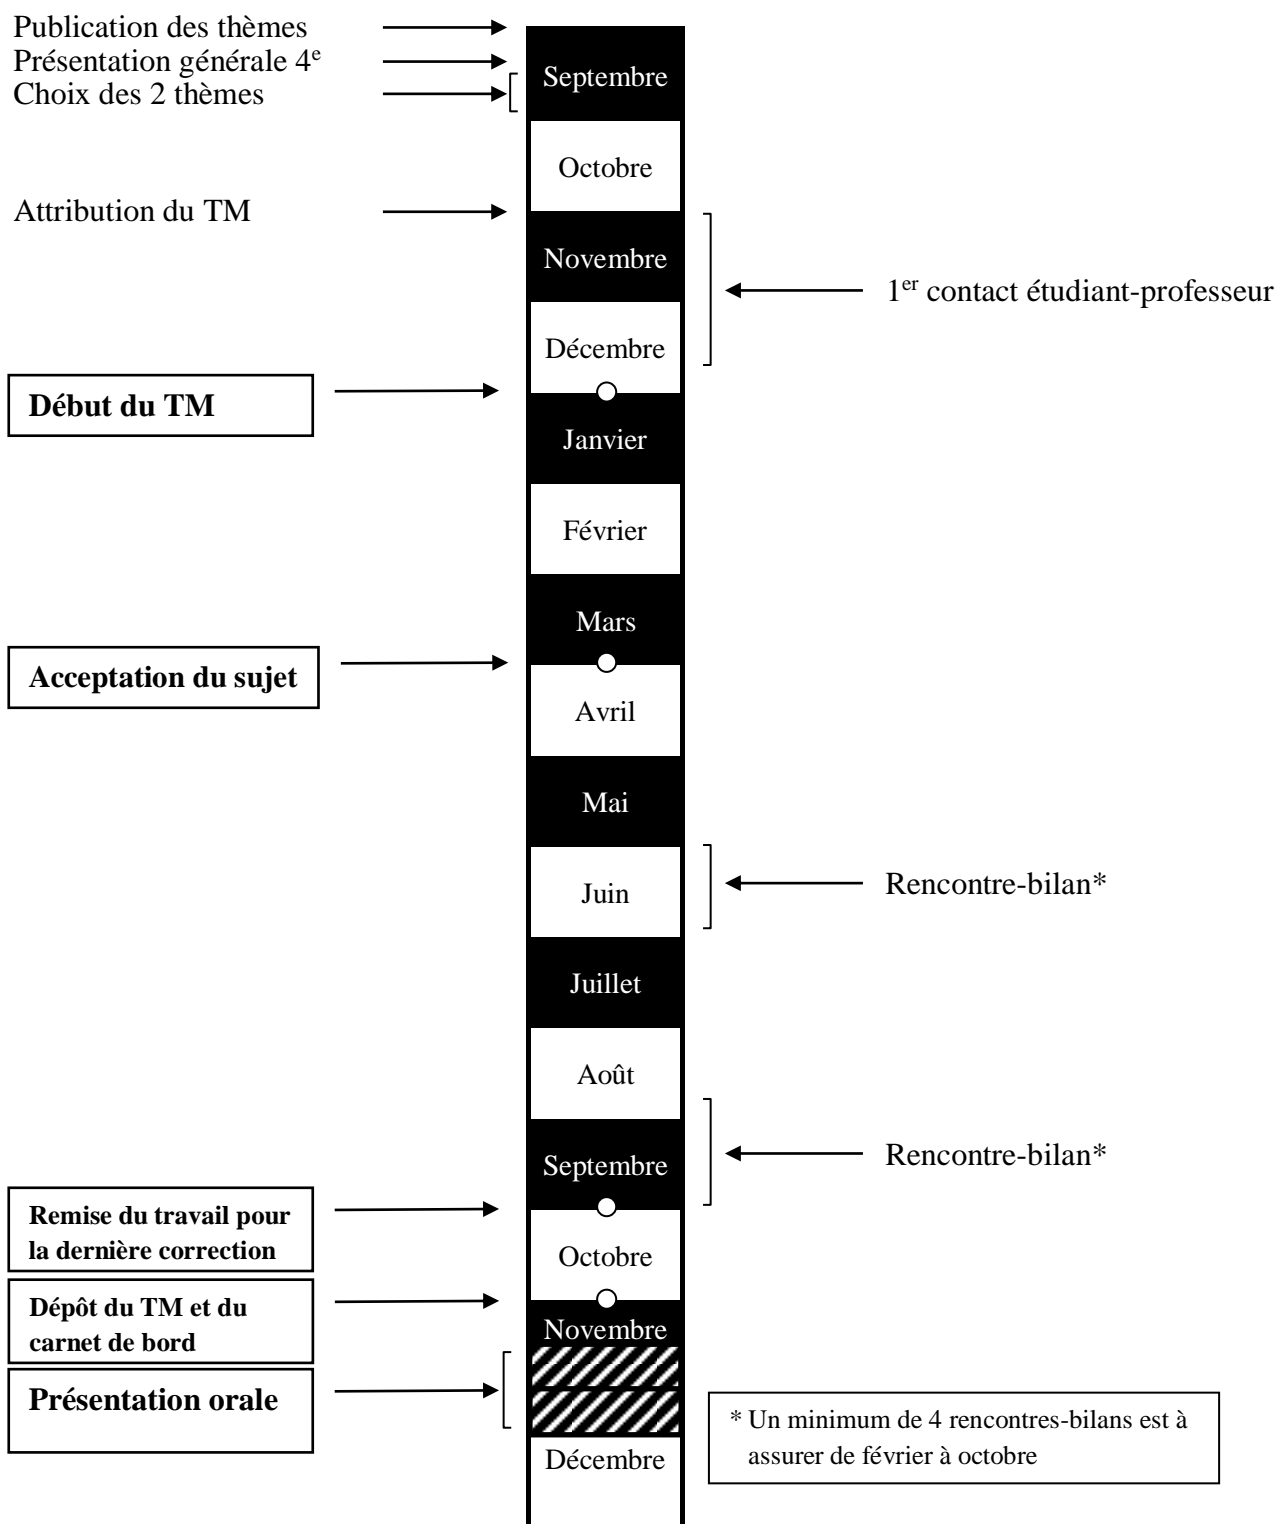 Publication des thèmes
Présentation générale 4e
Choix des 2 thèmes
Septembre
Octobre
Attribution du TM
Novembre
1er contact étudiant-professeur
Décembre
Début du TM
Janvier
Février
Mars
Acceptation du sujet
Avril
Mai
Juin
Rencontre-bilan*
Juillet
Août
Septembre
Rencontre-bilan*
Remise du travail pour
la dernière correction
Octobre
Dépôt du TM et du
carnet de bord
Novembre
Présentation orale
* Un minimum de 4 rencontres-bilans est à
assurer de février à octobre
Décembre